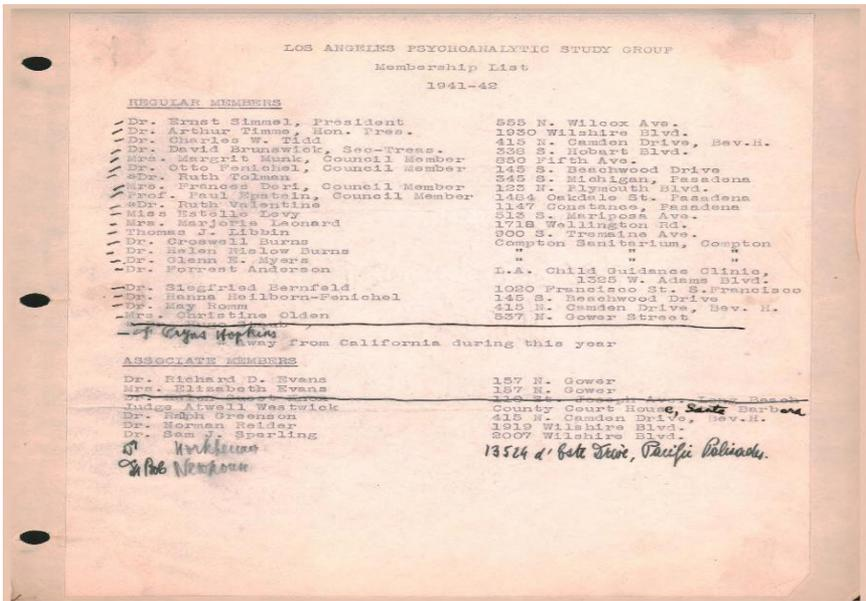 LOS ANGELES PSYCHOANALYTIC STUDY GROUP
Membership List
1941-42
REGULAR MEMBERS
Dr. Ernst Simmel, President 555 N. Wilcox Ave.
Dr. Arthur Timme, Hon. Pres. 1930 Wilshire Blvd.
Dr. Charles W. Tidd 415 N. Camden Drive, Bev.H.
Dr. David Brunswick, Sec-Treas. 338 S. Hobart Blvd.
Mrs. Margrit Munk, Council Member 850 Fifth Ave.
Dr. Otto Fenichel, Council Member 145 S. Beachwood Drive
*Dr. Ruth Tolman 345 S. Michigan, Pasadena
Mrs. Frances Deri, Council Member 123 N. Plymouth Blvd.
Prof. Paul Epstein, Council Member 1484 Oakdale St. Pasadena
*Dr. Ruth Valentine 1147 Constance, Pasadena
Miss Estelle Levy 513 S. Mariposa Ave.
Mrs. Marjorie Leonard 1718 Wellington Rd.
Thomas J. Libbin 900 S. Tremaine Ave.
Dr. Croswell Burns Compton Sanitarium, Compton
Dr. Helen Burns " " "
Dr. Glenn E. Myers " " "
Dr. Forrest Anderson L.A. Child Guidance Clinic,
1325 W. Adams Blvd.
Dr. Siegfried Bernfeld 1020 Francisco St. S.Francisco
Dr. Hanna Heilborn-Fenichel 145 S. Beachwood Drive
Dr. May Romm 415 N. Camden Drive, Bev. H.
Mrs. Christine Olden 537 N. Gower Street
Hopkins
Away from California during this year
ASSOCIATE MEMBERS
Dr. Richard D. Evans 157 N. Gower
Mrs. Elizabeth Evans 157 N. Gower
St. Joseph Ave. Long Beach
Judge Atwell Westwick County Court House, Santa Barbara
Dr. Ralph Greenson 415 N. Camden Drive, Bev.H.
Dr. Norman Reider 1919 Wilshire Blvd.
Dr. Sam J. Sperling 2007 Wilshire Blvd.
13524 d'Este Drive, Pacific Palisades.
Dr Bob Newhouse